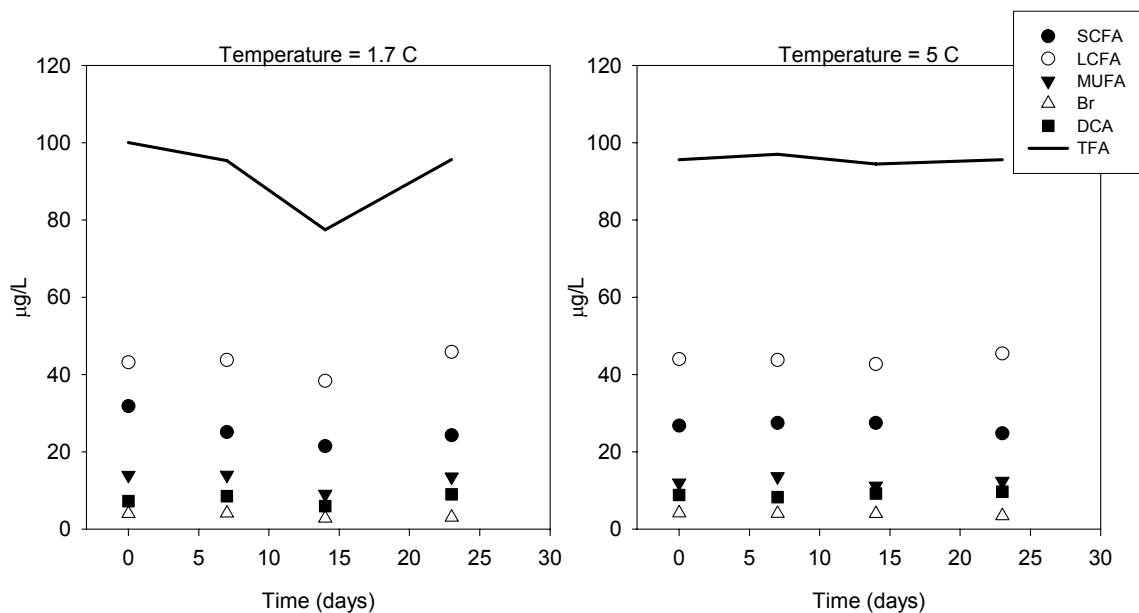 Temperature = 1.7 C
Temperature = 5 C
SCFA
LCFA
MUFA
Br
DCA
TFA
120
100
80
60
40
20
0
µg/L
0 5 10 15 20 25 30
Time (days)
120
100
80
60
40
20
0
µg/L
0 5 10 15 20 25 30
Time (days)